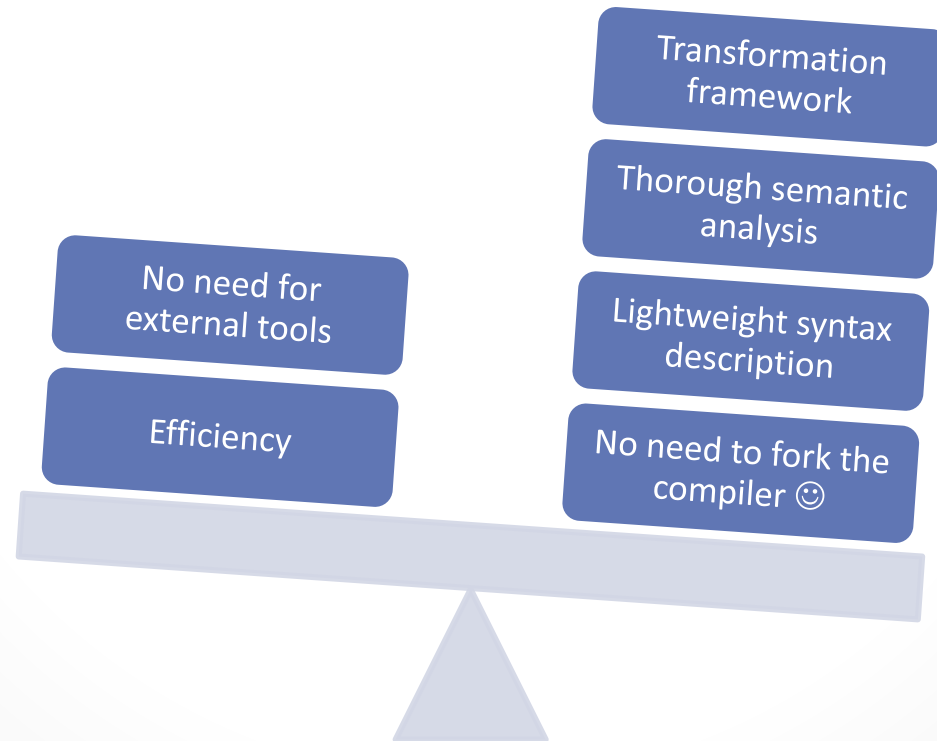 No need for
external tools
Efficiency
Transformation
framework
Thorough semantic
analysis
Lightweight syntax
description
No need to fork the
compiler ☺